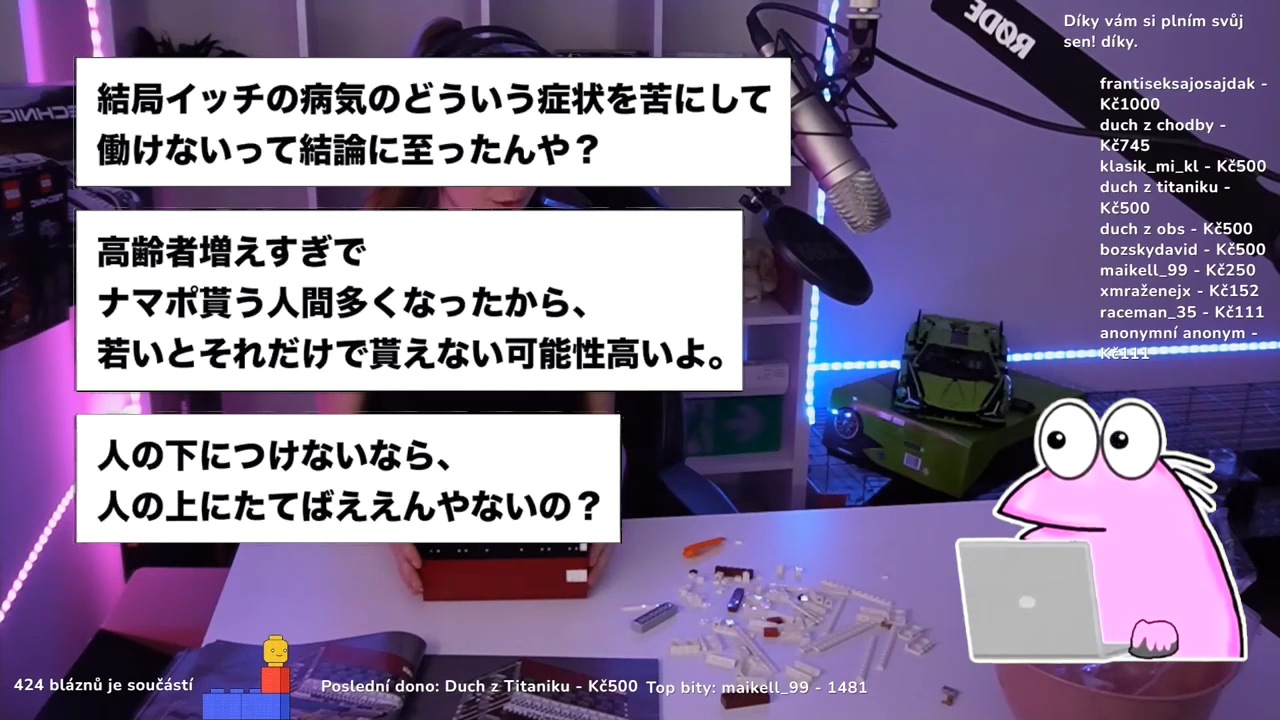 結局イッチの病気のどういう症状を苦にして
働けないって結論に至ったんや？
高齢者増えすぎで
ナマポ貰う人間多くなったから、
若いとそれだけで貰えない可能性高いよ。
人の下につけないなら、
人の上にたてばええんやないの？
RØDE
Díky vám si plním svůj
sen! díky.
frantiseksajosajdak -
Kč1000
duch z chodby -
Kč745
klasik_mi_kl - Kč500
duch z titaniku -
Kč500
duch z obs - Kč500
bozskydavid - Kč500
maikell_99 - Kč250
xmraženejx - Kč152
raceman_35 - Kč111
anonymní anonym -
Kč111
424 bláznů je součástí
Poslední dono: Duch z Titaniku - Kč500
Top bity: maikell_99 - 1481